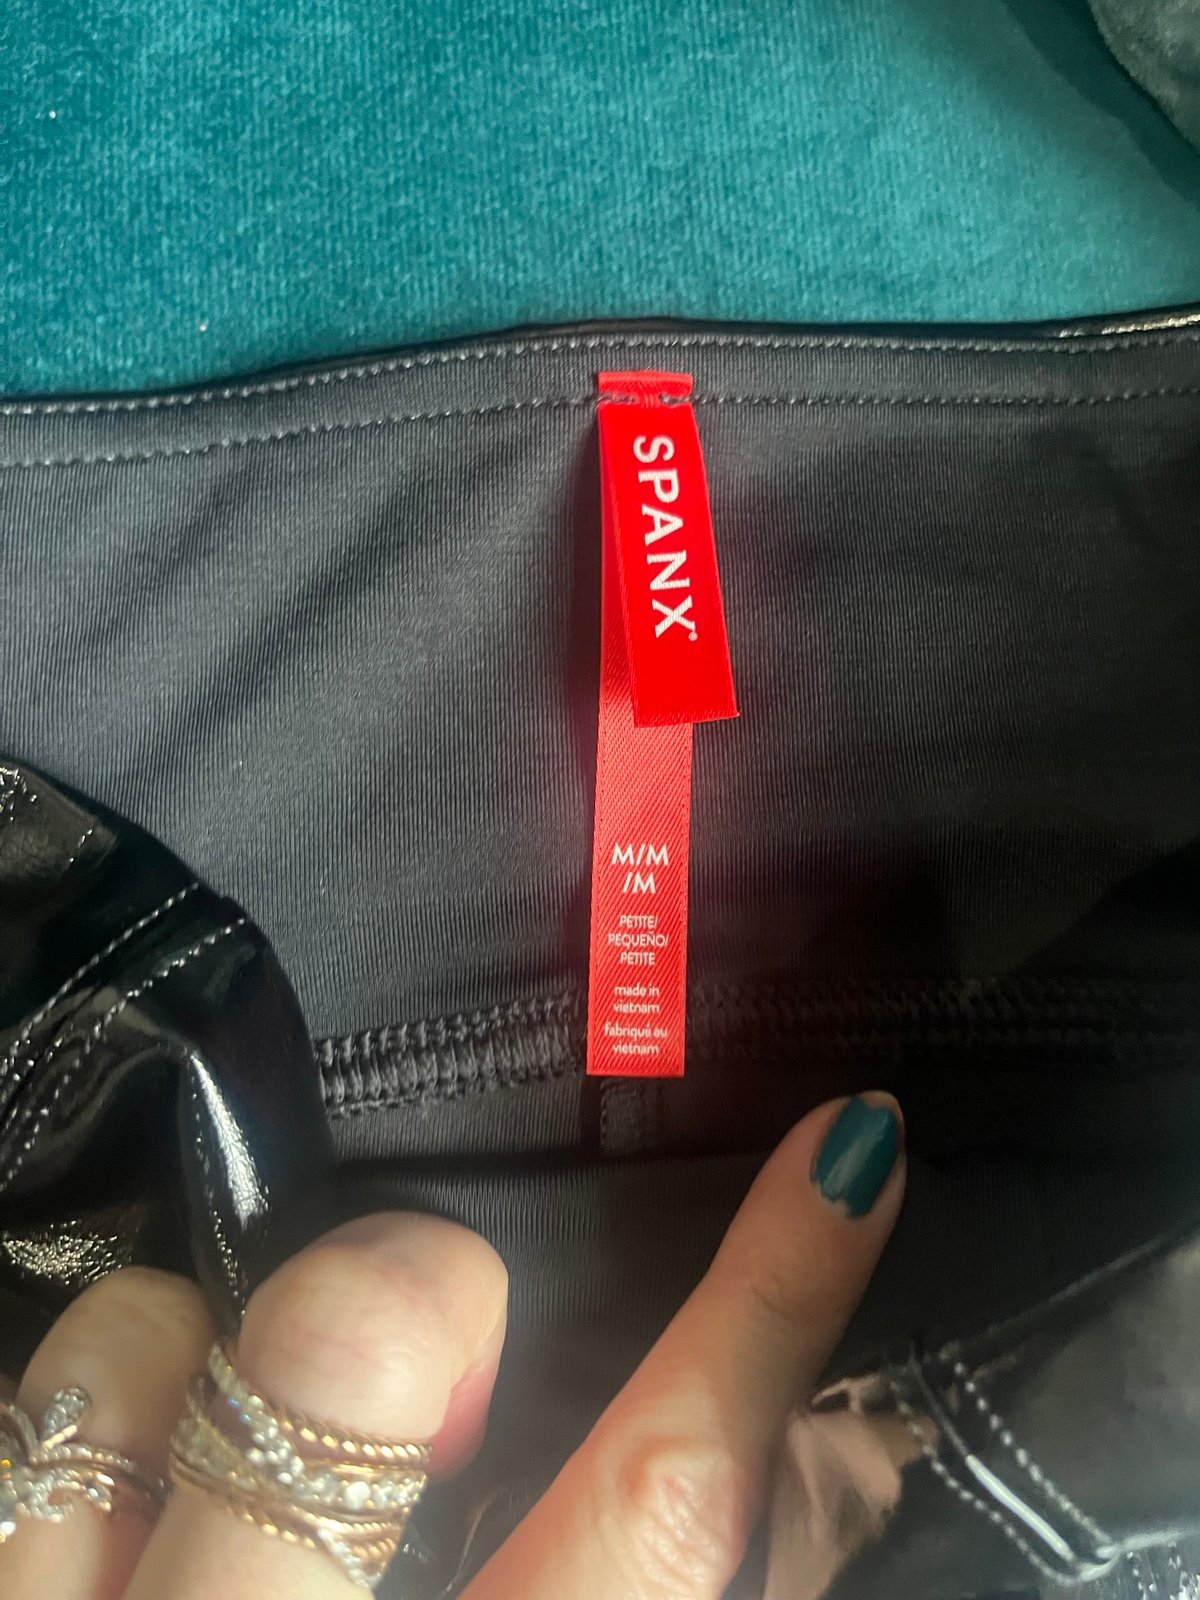 SPANX®
M/M
/M
PETITE/
PEQUEÑO/
PETITE
made in
vietnam
fabriqué au
vietnam